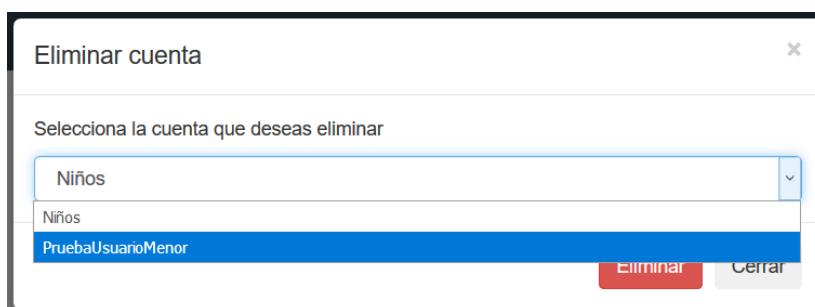 Eliminar cuenta
×
Selecciona la cuenta que deseas eliminar
Niños
Niños
PruebaUsuarioMenor
Eliminar Cerrar